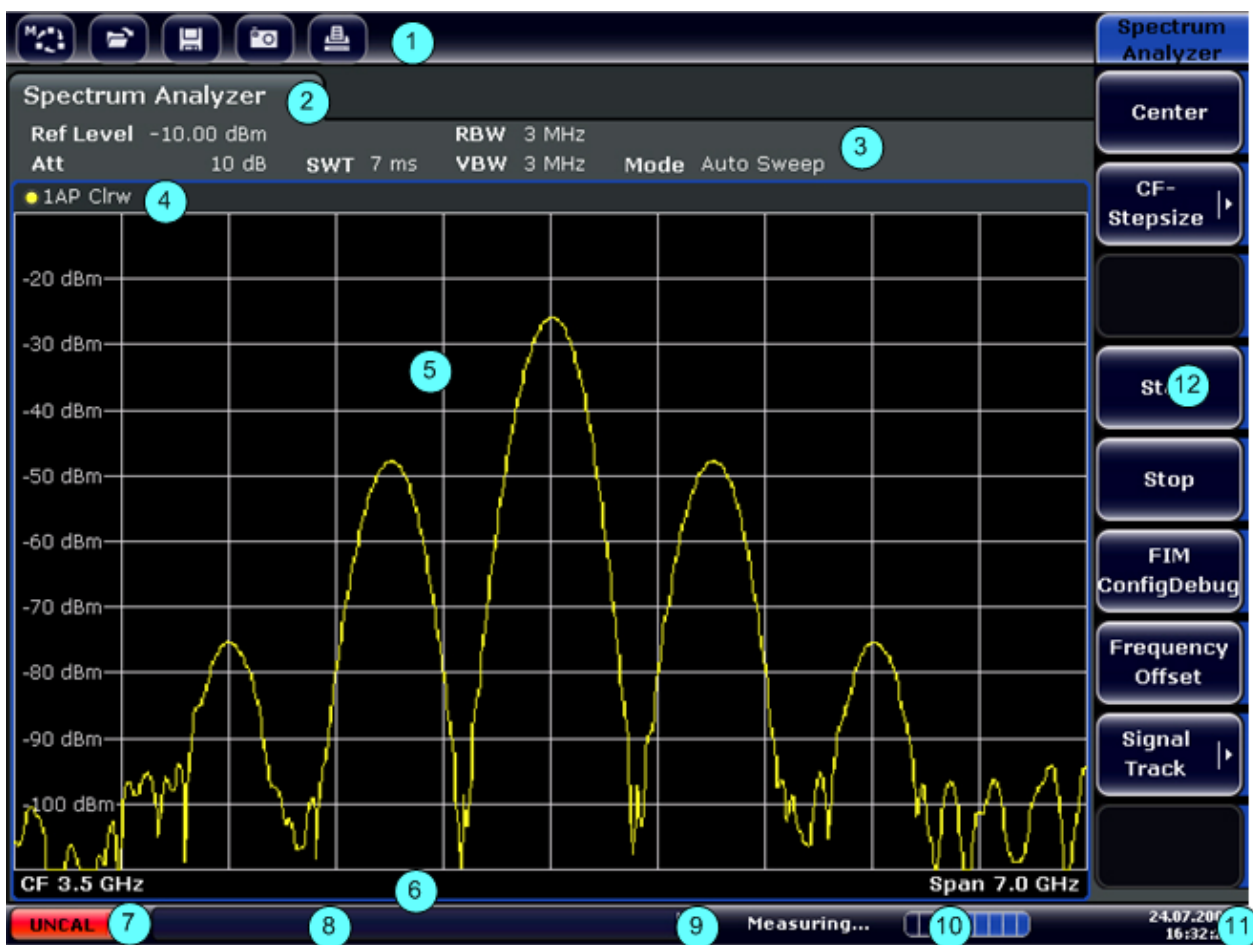 M
1
Spectrum
Analyzer
Spectrum Analyzer 2
Ref Level -10.00 dBm RBW 3 MHz
Att 10 dB SWT 7 ms VBW 3 MHz Mode Auto Sweep 3
1AP Clrw 4
-20 dBm
-30 dBm
-40 dBm
-50 dBm
-60 dBm
-70 dBm
-80 dBm
-90 dBm
-100 dBm
5
CF 3.5 GHz 6 Span 7.0 GHz
UNCAL 7 8 9 Measuring... 10
16:32: 11
Center
CF-
Stepsize
12
Stop
FIM
ConfigDebug
Frequency
Offset
Signal
Track